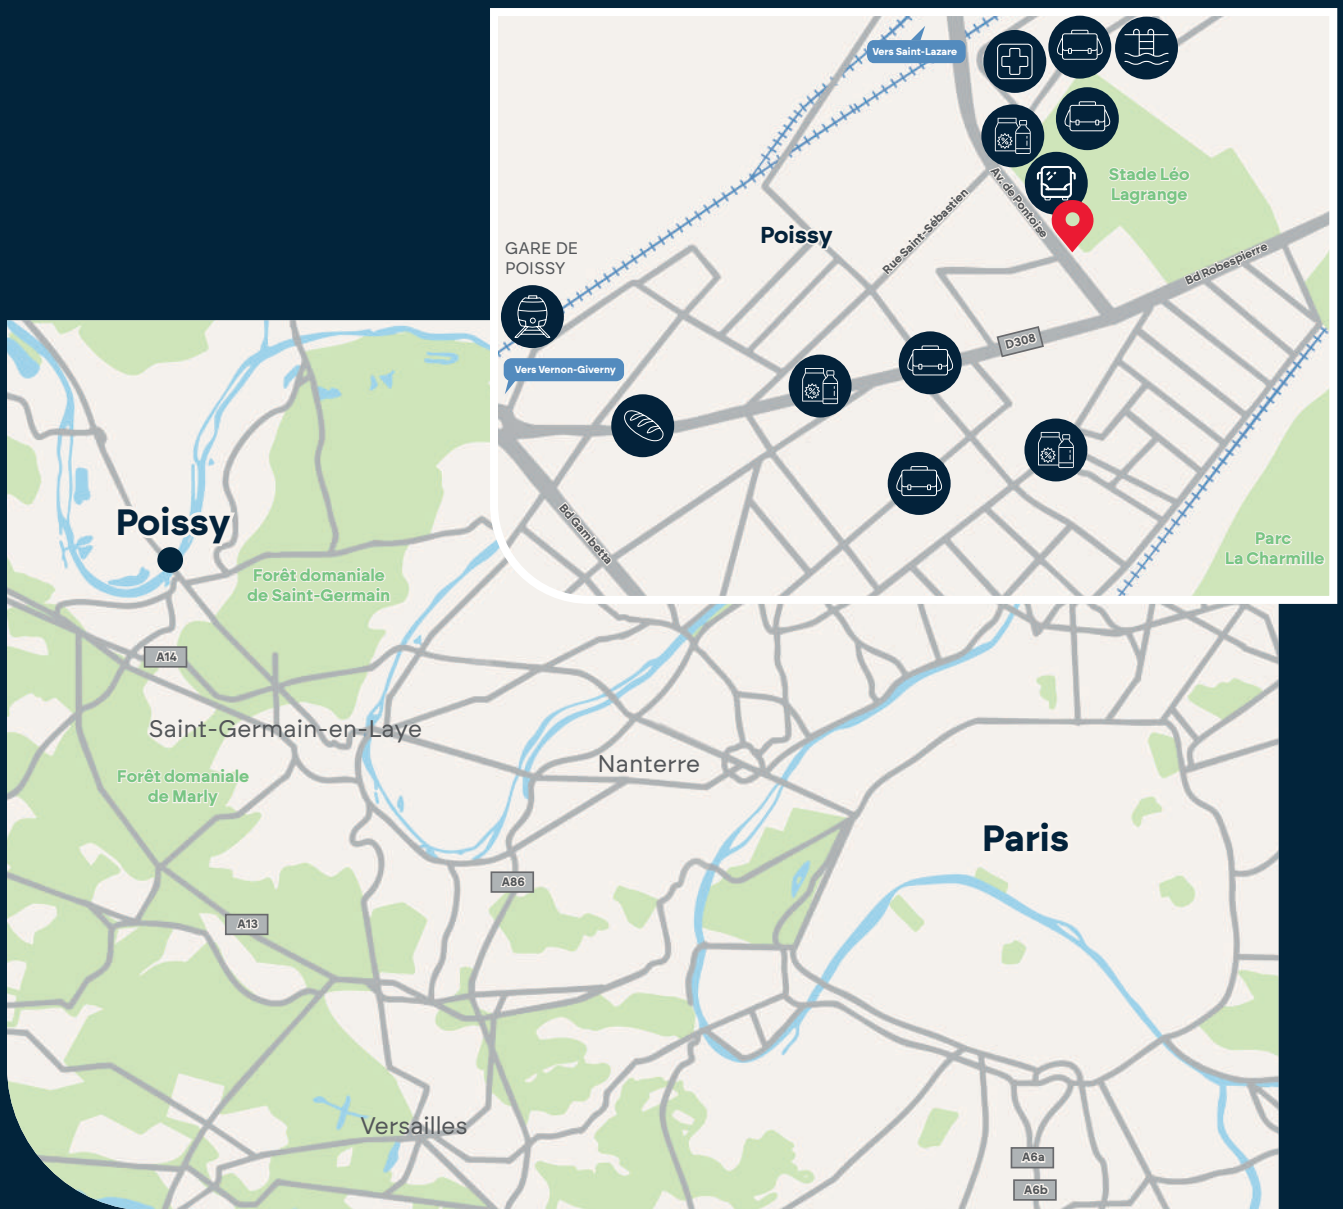 Vers Saint-Lazare
Stade Léo
Lagrange
Av. de Pontoise
Rue Saint-Sébastien
Poissy
GARE DE
POISSY
Bd Robespierre
D308
Vers Vernon-Giverny
Bd Gambetta
Parc
La Charmille
Poissy
Forêt domaniale
de Saint-Germain
A14
Saint-Germain-en-Laye
Nanterre
Forêt domaniale
de Marly
Paris
A86
A13
Versailles
A6a
A6b